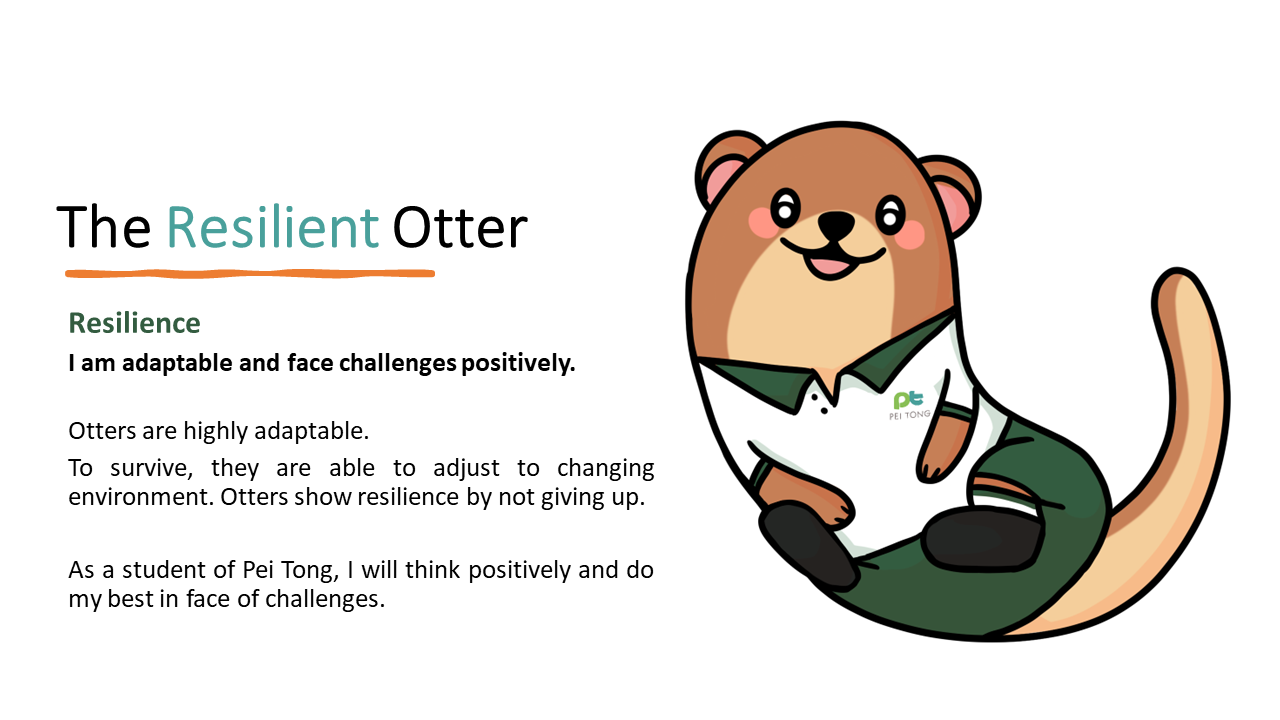 The Resilient Otter
Resilience
I am adaptable and face challenges positively.
Otters are highly adaptable.
To survive, they are able to adjust to changing
environment. Otters show resilience by not giving up.
As a student of Pei Tong, I will think positively and do
my best in face of challenges.
pt
PEI TONG